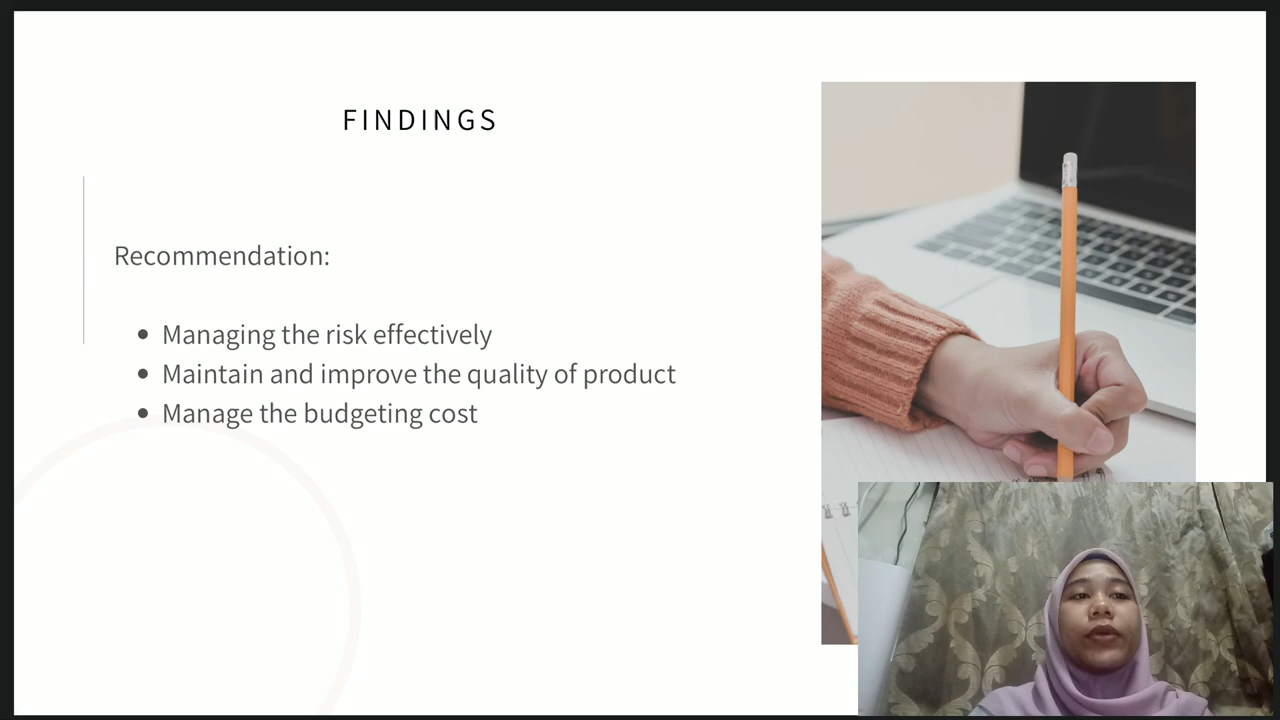 FINDINGS
Recommendation:
Managing the risk effectively
Maintain and improve the quality of product
Manage the budgeting cost